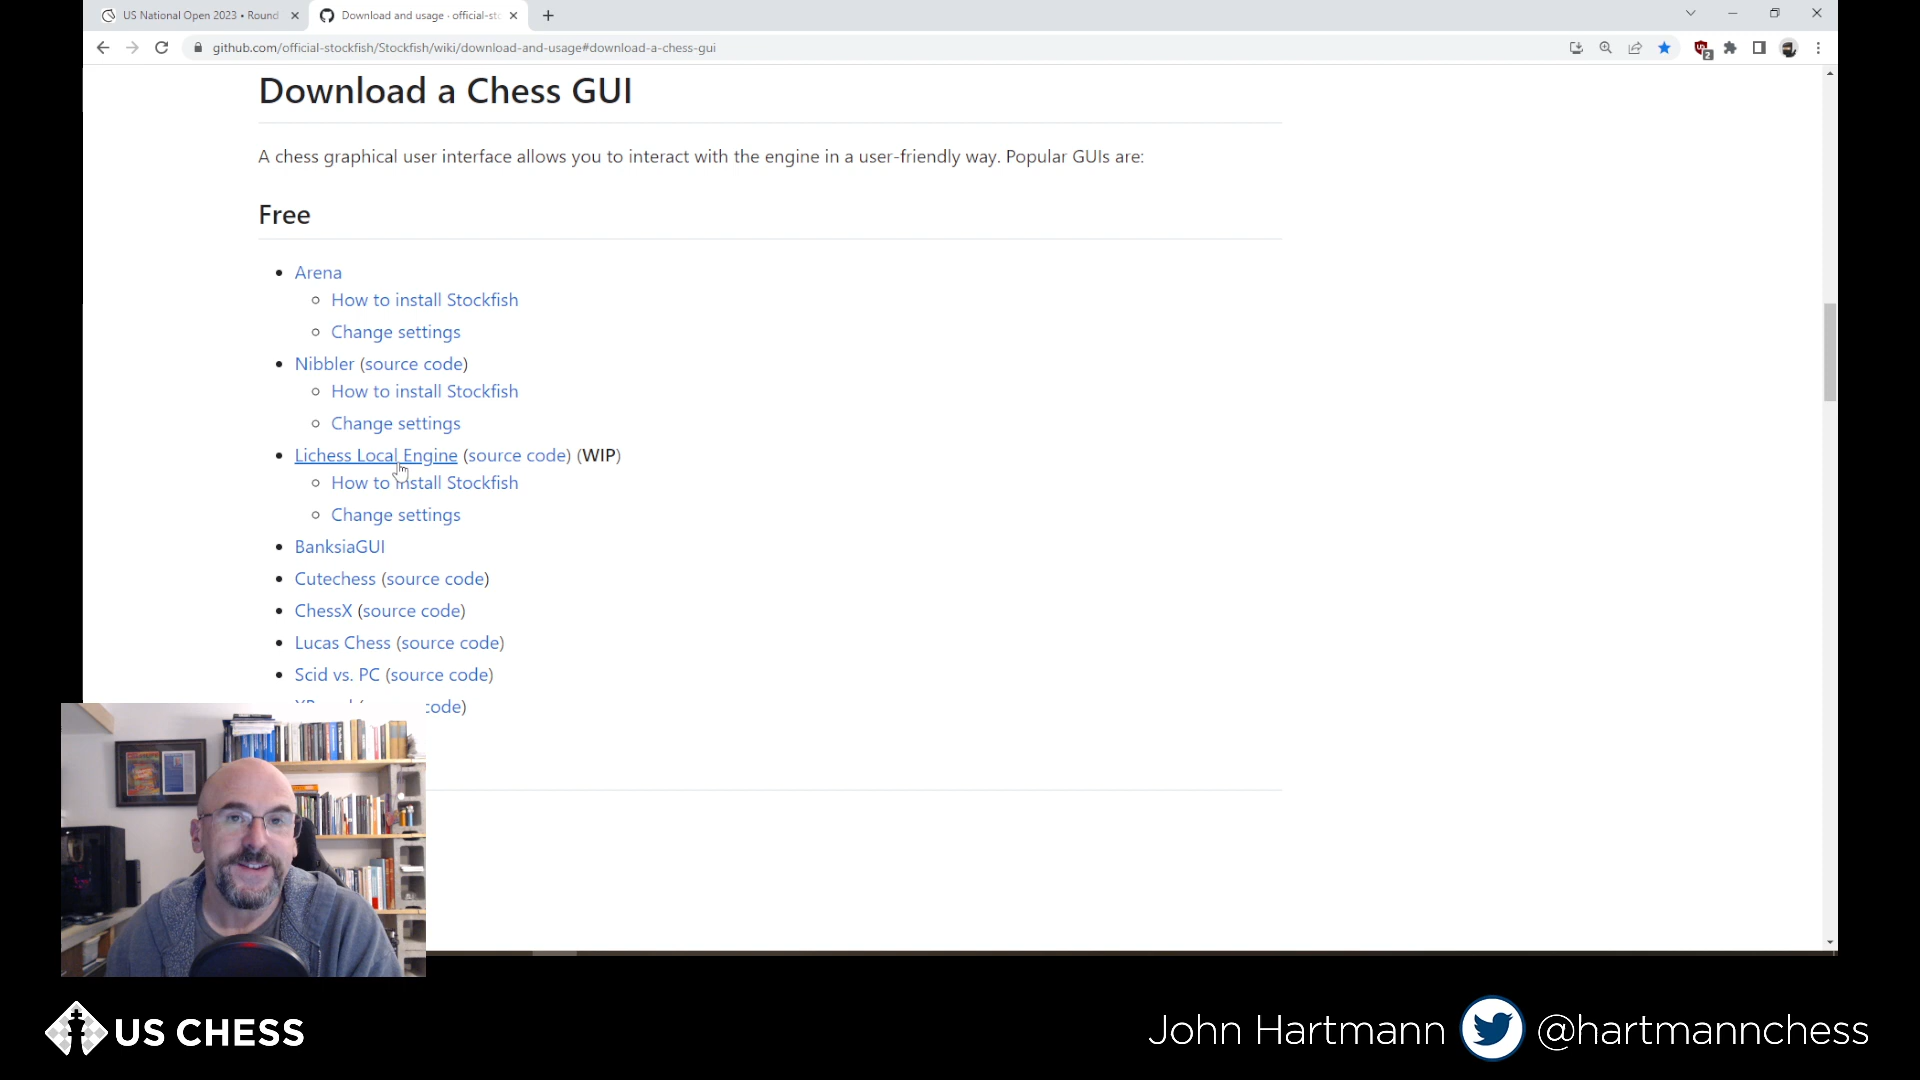 US National Open 2023 • Round
Download and usage · official-sto
github.com/official-stockfish/Stockfish/wiki/download-and-usage#download-a-chess-gui
2
Download a Chess GUI
A chess graphical user interface allows you to interact with the engine in a user-friendly way. Popular GUIs are:
Free
Arena
How to install Stockfish
Change settings
Nibbler (source code)
How to install Stockfish
Change settings
Lichess Local Engine (source code) (WIP)
How to install Stockfish
Change settings
BanksiaGUI
Cutechess (source code)
ChessX (source code)
Lucas Chess (source code)
Scid vs. PC (source code)
code)
US CHESS
John Hartmann @hartmannchess